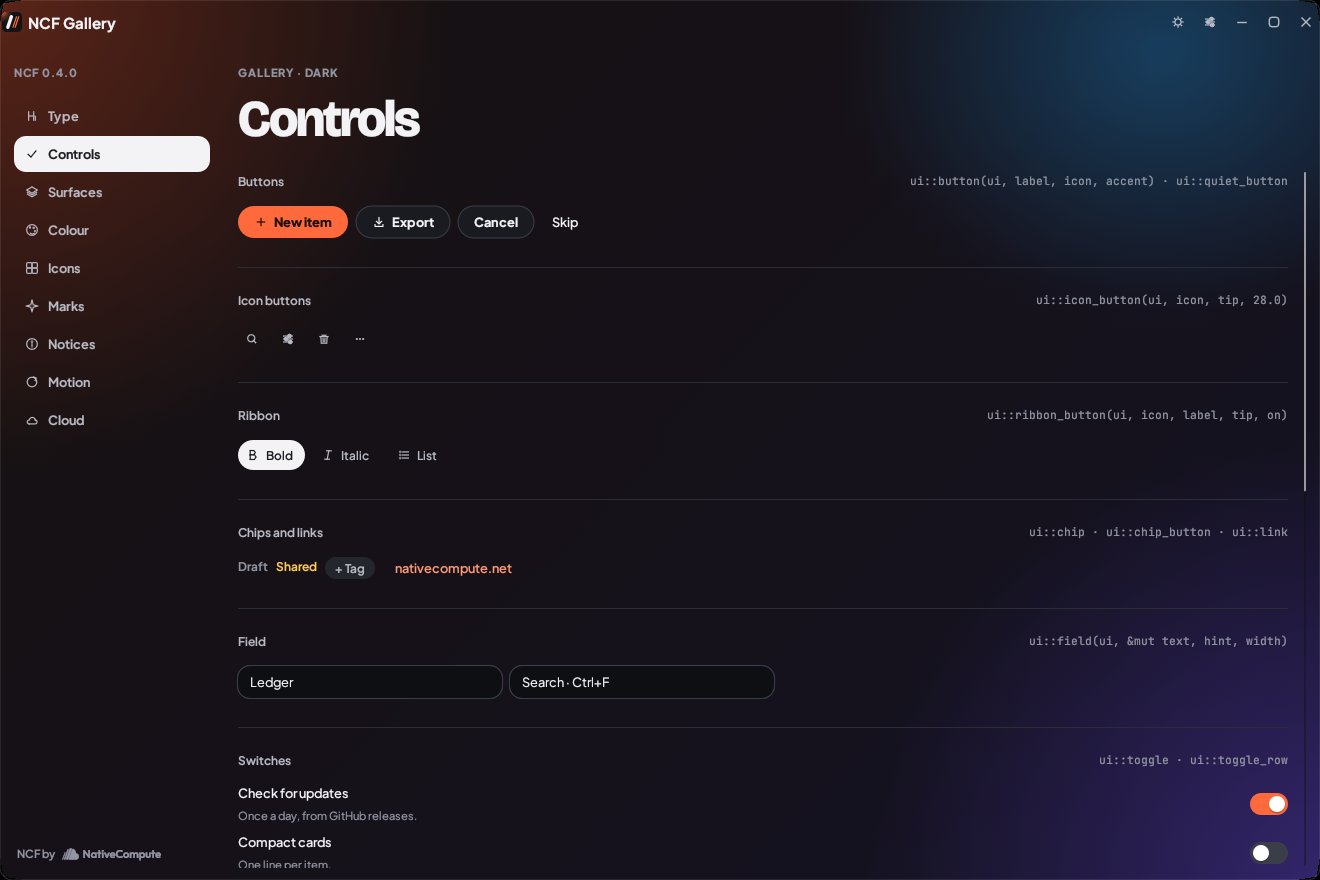 NCF Gallery
NCF 0.4.0
Type
Controls
Surfaces
Colour
Icons
Marks
Notices
Motion
Cloud
NCF by NativeCompute
GALLERY · DARK
Controls
Buttons ui::button(ui, label, icon, accent) · ui::quiet_button
New item Export Cancel Skip
Icon buttons ui::icon_button(ui, icon, tip, 28.0)
Ribbon ui::ribbon_button(ui, icon, label, tip, on)
B Bold I Italic List
Chips and links ui::chip · ui::chip_button · ui::link
Draft Shared + Tag nativecompute.net
Field ui::field(ui, &mut text, hint, width)
Ledger Search · Ctrl+F
Switches ui::toggle · ui::toggle_row
Check for updates
Once a day, from GitHub releases.
Compact cards
One line per item.